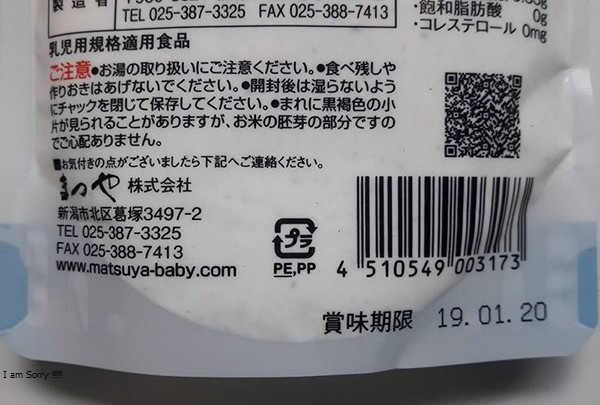 製造者
TEL 025-387-3325 FAX 025-388-7413
・飽和脂肪酸 0g
・コレステロール 0mg
乳児用規格適用食品
ご注意●お湯の取り扱いにご注意ください。●食べ残しや
作りおきはあげないでください。●開封後は湿らないよう
にチャックを閉じて保存してください。●まれに黒褐色の小
片が見られることがありますが、お米の胚芽の部分ですの
でご心配ありません。
■お気付きの点がございましたら下記へご連絡ください。
まつや 株式会社
新潟市北区葛塚3497-2
TEL 025-387-3325
FAX 025-388-7413
www.matsuya-baby.com
プラ
PE,PP
4 510549 003173
賞味期限 19.01.20
I am Sorry !!!!!